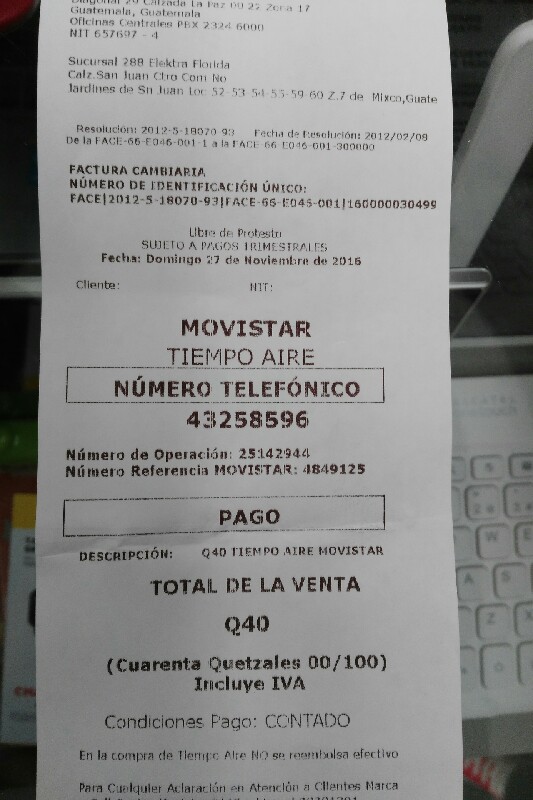 Diagonal 29 Calzada La Paz 00 22 Zona 17
Guatemala, Guatemala
Oficinas Centrales PBX 2324 6000
NIT 657697 - 4
Sucursal 288 Elektra Florida
Calz.San Juan Ctro Com No
Jardines de Sn Juan Loc 52-53-54-55-59-60 Z.7 de Mixco,Guate
Resolución: 2012-5-18070-93 Fecha de Resolución: 2012/02/08
De la FACE-66-E046-001-1 a la FACE-66-E046-001-300000
FACTURA CAMBIARIA
NÚMERO DE IDENTIFICACIÓN ÚNICO:
FACE|2012-5-18070-93|FACE-66-E046-001|160000030499
Libre de Protesto
SUJETO A PAGOS TRIMESTRALES
Fecha: Domingo 27 de Noviembre de 2016
Cliente: NIT:
MOVISTAR
TIEMPO AIRE
NÚMERO TELEFÓNICO
43258596
Número de Operación: 25142944
Número Referencia MOVISTAR: 4849125
PAGO
DESCRIPCIÓN: Q40 TIEMPO AIRE MOVISTAR
TOTAL DE LA VENTA
Q40
(Cuarenta Quetzales 00/100)
Incluye IVA
Condiciones Pago: CONTADO
En la compra de Tiempo Aire NO se reembolsa efectivo
Para Cualquier Aclaración en Atención a Clientes Marca